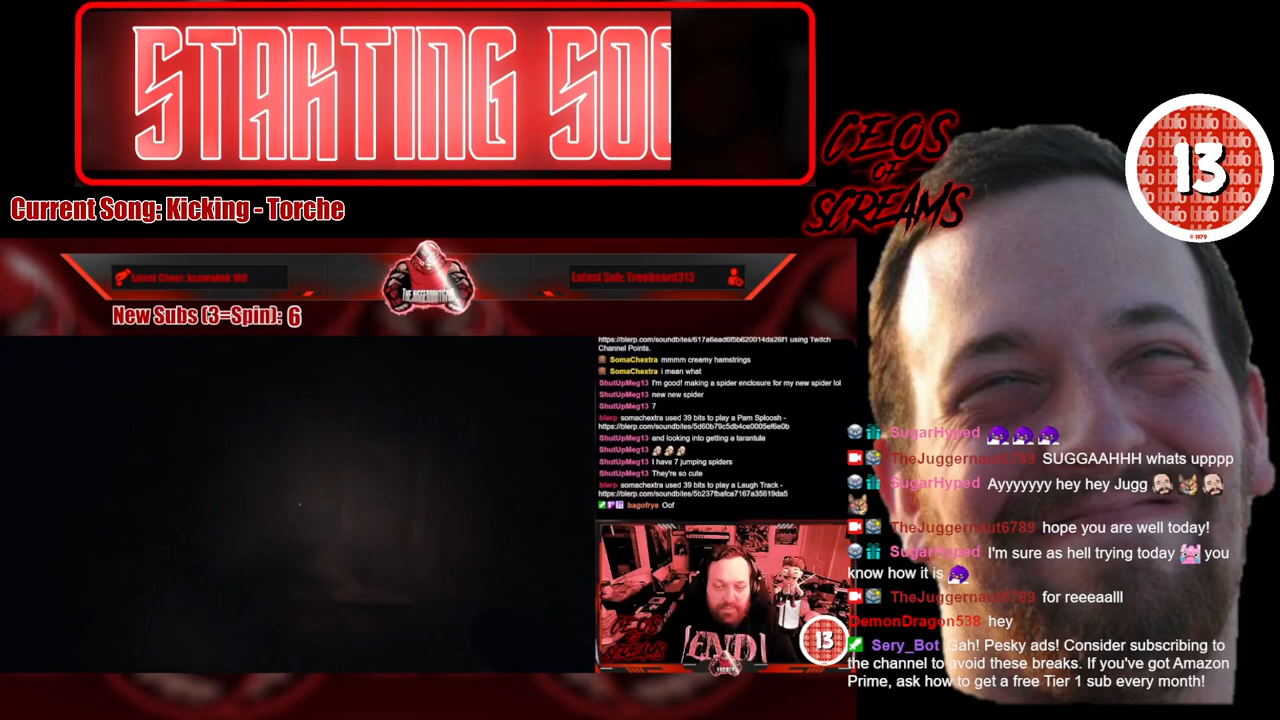 STARTING SOO
CEOS
OF
SCREAMS
13
© 1979
Current Song: Kicking - Torche
Latest Sub: Treebeard313
New Subs (3=Spin): 6
https://blerp.com/soundbites/617a6ead6f5b620014da26f1 using Twitch
Channel Points.
SomaChextra mmmm creamy hamstrings
SomaChextra i mean what
ShutUpMeg13 I'm good! making a spider enclosure for my new spider lol
ShutUpMeg13 new new spider
ShutUpMeg13 7
blerp somachextra used 39 bits to play a Pam Sploosh -
https://blerp.com/soundbites/5d60b79c5db4ce0005ef6e0b
ShutUpMeg13 and looking into getting a tarantula
ShutUpMeg13
ShutUpMeg13 I have 7 jumping spiders
ShutUpMeg13 They're so cute
blerp somachextra used 39 bits to play a Laugh Track -
https://blerp.com/soundbites/5b237fbafca7167a35619da5
bagofrye Oof
CEOS
OF
SCREAMS
END
13
SugarHyped
TheJuggernaut6789 SUGGAAHHH whats upppp
SugarHyped Ayyyyyyy hey hey Jugg
TheJuggernaut6789 hope you are well today!
SugarHyped I'm sure as hell trying today you
know how it is
TheJuggernaut6789 for reeeaalll
DemonDragon538 hey
Sery_Bot Gah! Pesky ads! Consider subscribing to
the channel to avoid these breaks. If you've got Amazon
Prime, ask how to get a free Tier 1 sub every month!